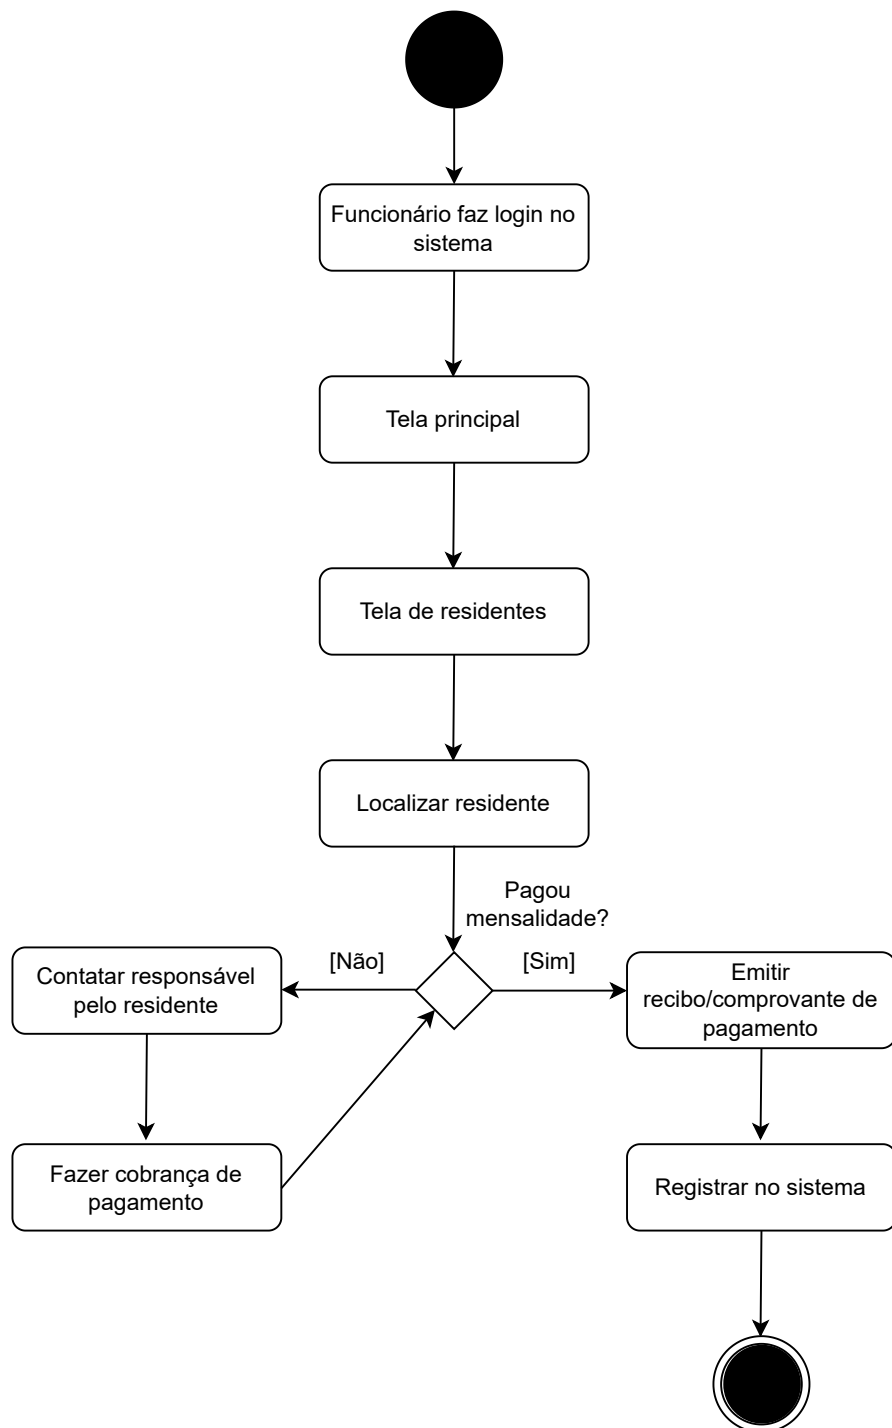 Funcionário faz login no
sistema
Tela principal
Tela de residentes
Localizar residente
Pagou
mensalidade?
[Não]
[Sim]
Contatar responsável
pelo residente
Emitir
recibo/comprovante de
pagamento
Fazer cobrança de
pagamento
Registrar no sistema